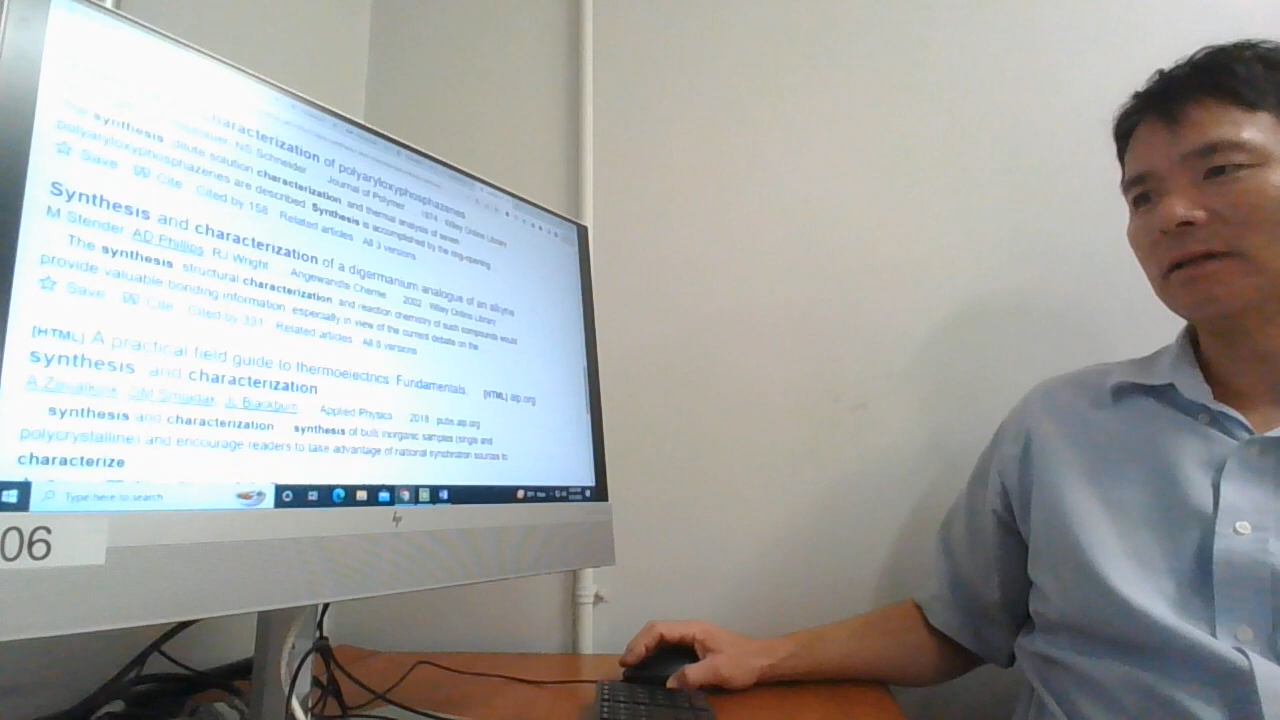 characterization of polyaryloxyphosphazenes
NS Schneider Journal of Polymer 1974 Wiley Online Library
synthesis dilute solution characterization and thermal analysis of seven
polyaryloxyphosphazenes are described Synthesis is accomplished by the ring-opening
Save Cite Cited by 158 Related articles All 3 versions
Synthesis and characterization of a digermanium analogue of an alkyne
M Stender AD Phillips RJ Wright Angewandte Chemie 2002 Wiley Online Library
The synthesis structural characterization and reaction chemistry of such compounds would
provide valuable bonding information, especially in view of the current debate on the
Save Cite Cited by 331 Related articles All 8 versions
[HTML] A practical field guide to thermoelectrics: Fundamentals, [HTML] aip.org
synthesis and characterization
A Zevalkink DM Smiadak JL Blackburn Applied Physics 2018 pubs.aip.org
synthesis and characterization synthesis of bulk inorganic samples (single and
polycrystalline) and encourage readers to take advantage of national synchrotron sources to
characterize
Type here to search
hp
06